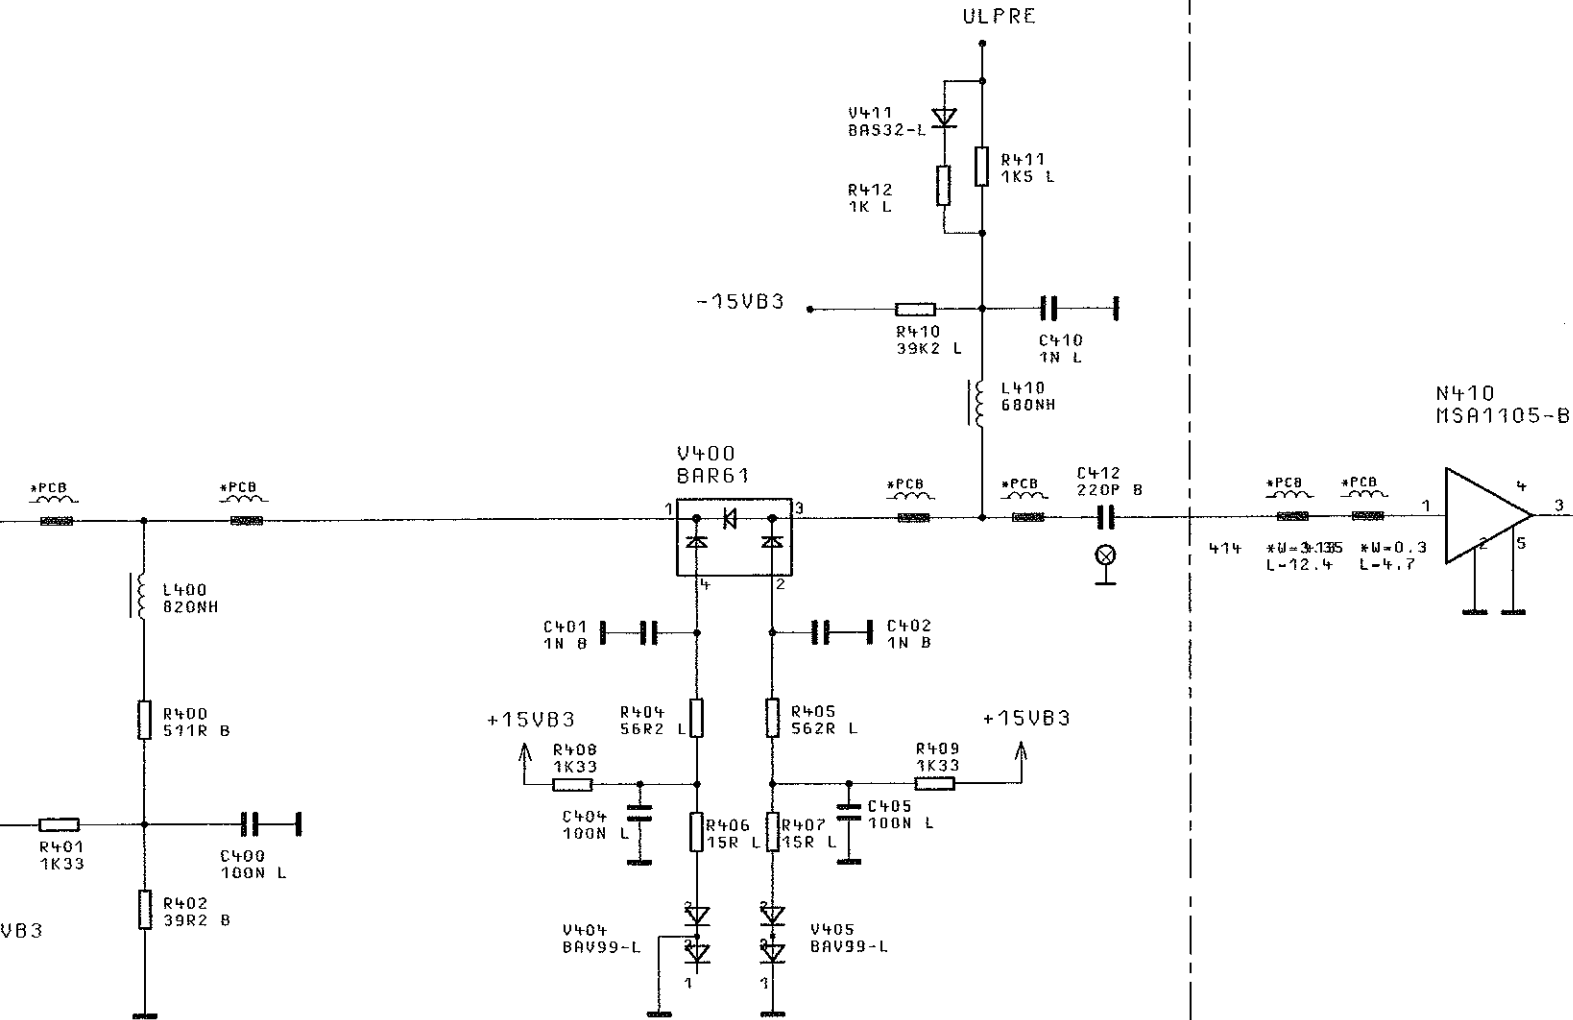 ULPRE
V411
BAS32-L
R411
1K5 L
R412
1K L
-15VB3
R410
39K2 L
C410
1N L
L410
680NH
N410
MSA1105-B
V400
BAR61
*PCB
*PCB
*PCB
*PCB
C412
220P B
*PCB
*PCB
1
3
4
2
1
4
3
2
5
414
L=12.4
*W=0.3
L=4.7
L400
820NH
C401
1N B
C402
1N B
R400
511R B
+15VB3
R404
56R2 L
R405
562R L
+15VB3
R408
1K33
R409
1K33
C404
100N L
R406
15R L
R407
15R L
C405
100N L
R401
1K33
C400
100N L
R402
39R2 B
VB3
V404
BAV99-L
V405
BAV99-L
2
2
1
1